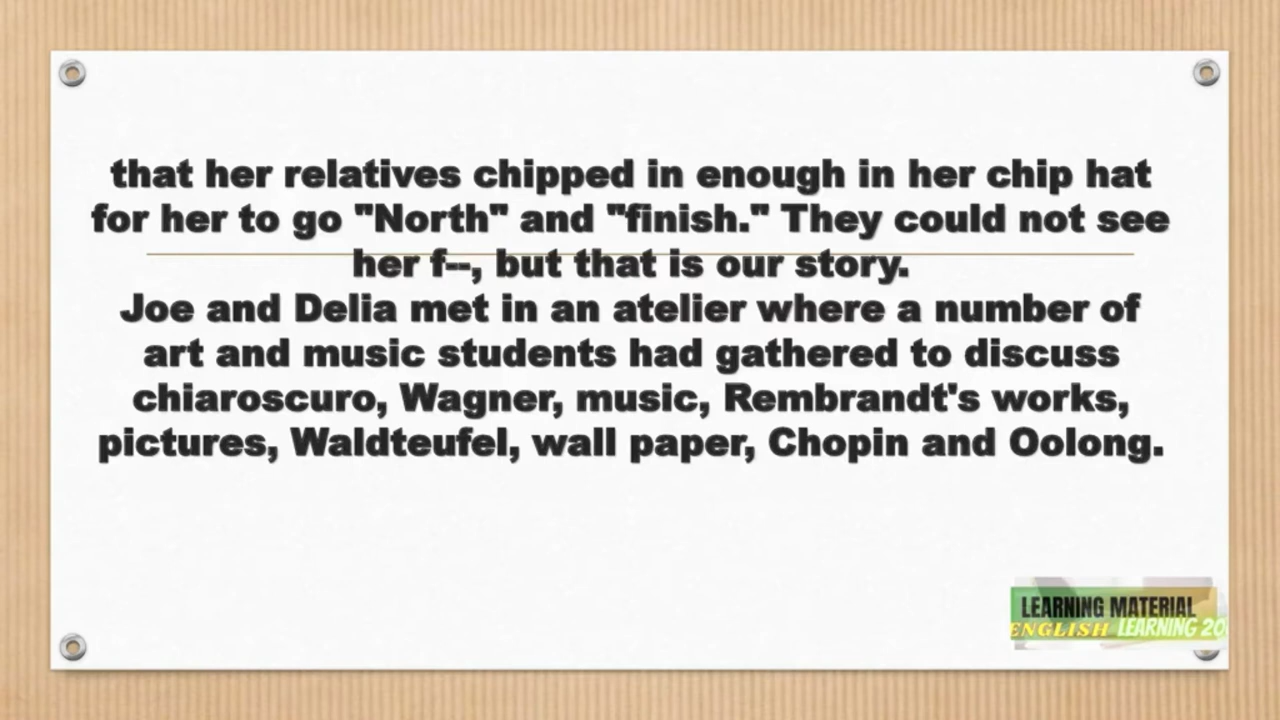 that her relatives chipped in enough in her chip hat
for her to go "North" and "finish." They could not see
her f--, but that is our story.
Joe and Delia met in an atelier where a number of
art and music students had gathered to discuss
chiaroscuro, Wagner, music, Rembrandt's works,
pictures, Waldteufel, wall paper, Chopin and Oolong.
LEARNING MATERIAL
ENGLISH LEARNING 20